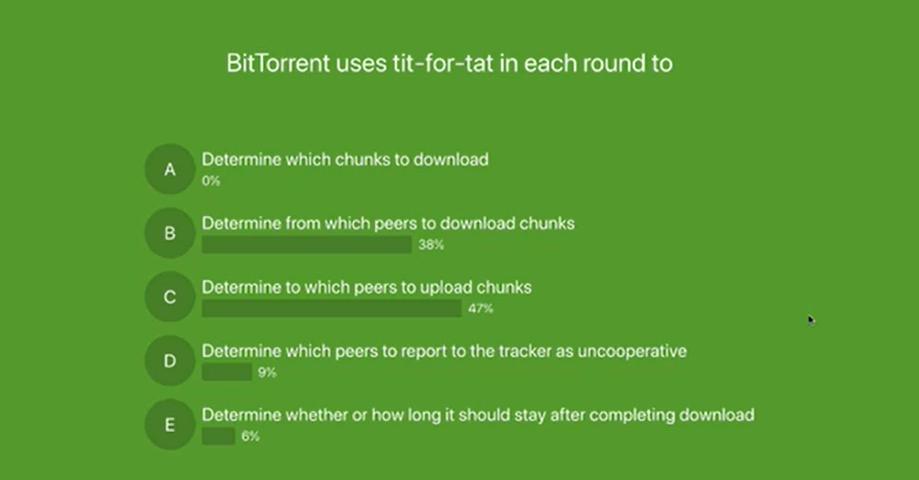 BitTorrent uses tit-for-tat in each round to
A
Determine which chunks to download
0%
B
Determine from which peers to download chunks
38%
C
Determine to which peers to upload chunks
47%
D
Determine which peers to report to the tracker as uncooperative
9%
E
Determine whether or how long it should stay after completing download
6%